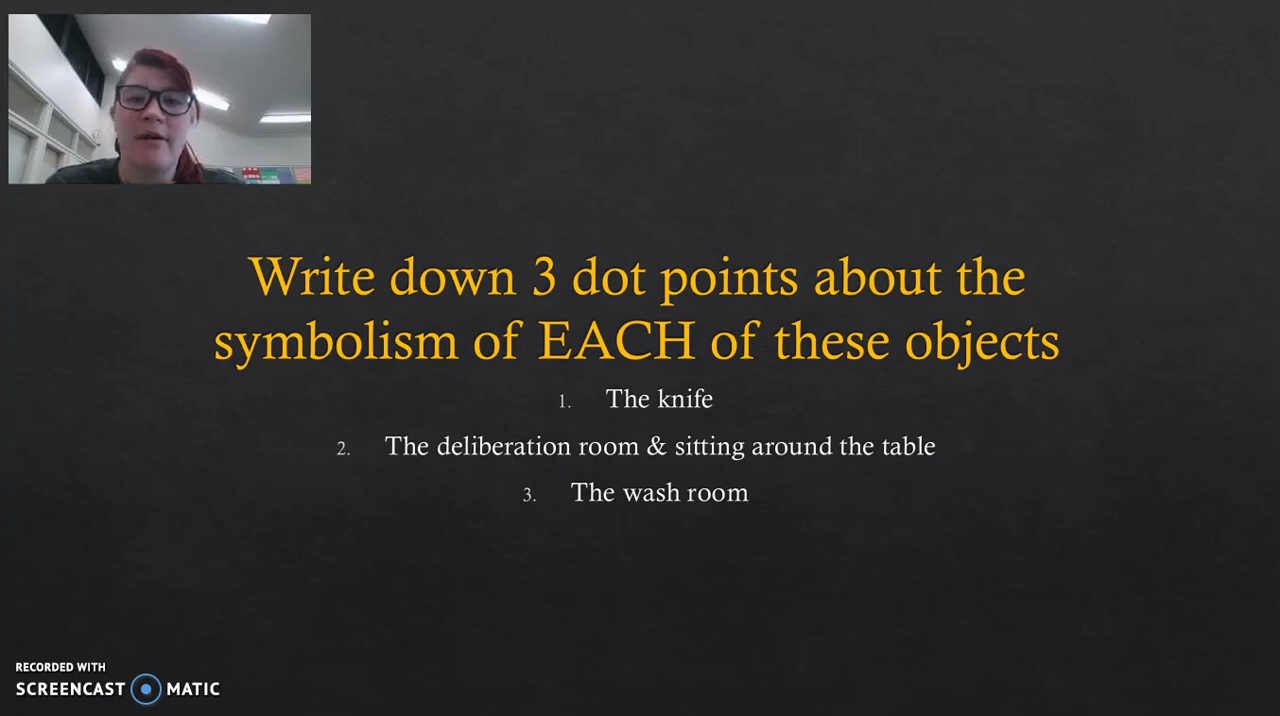 Write down 3 dot points about the
symbolism of EACH of these objects
1. The knife
2. The deliberation room & sitting around the table
3. The wash room
RECORDED WITH
SCREENCAST MATIC